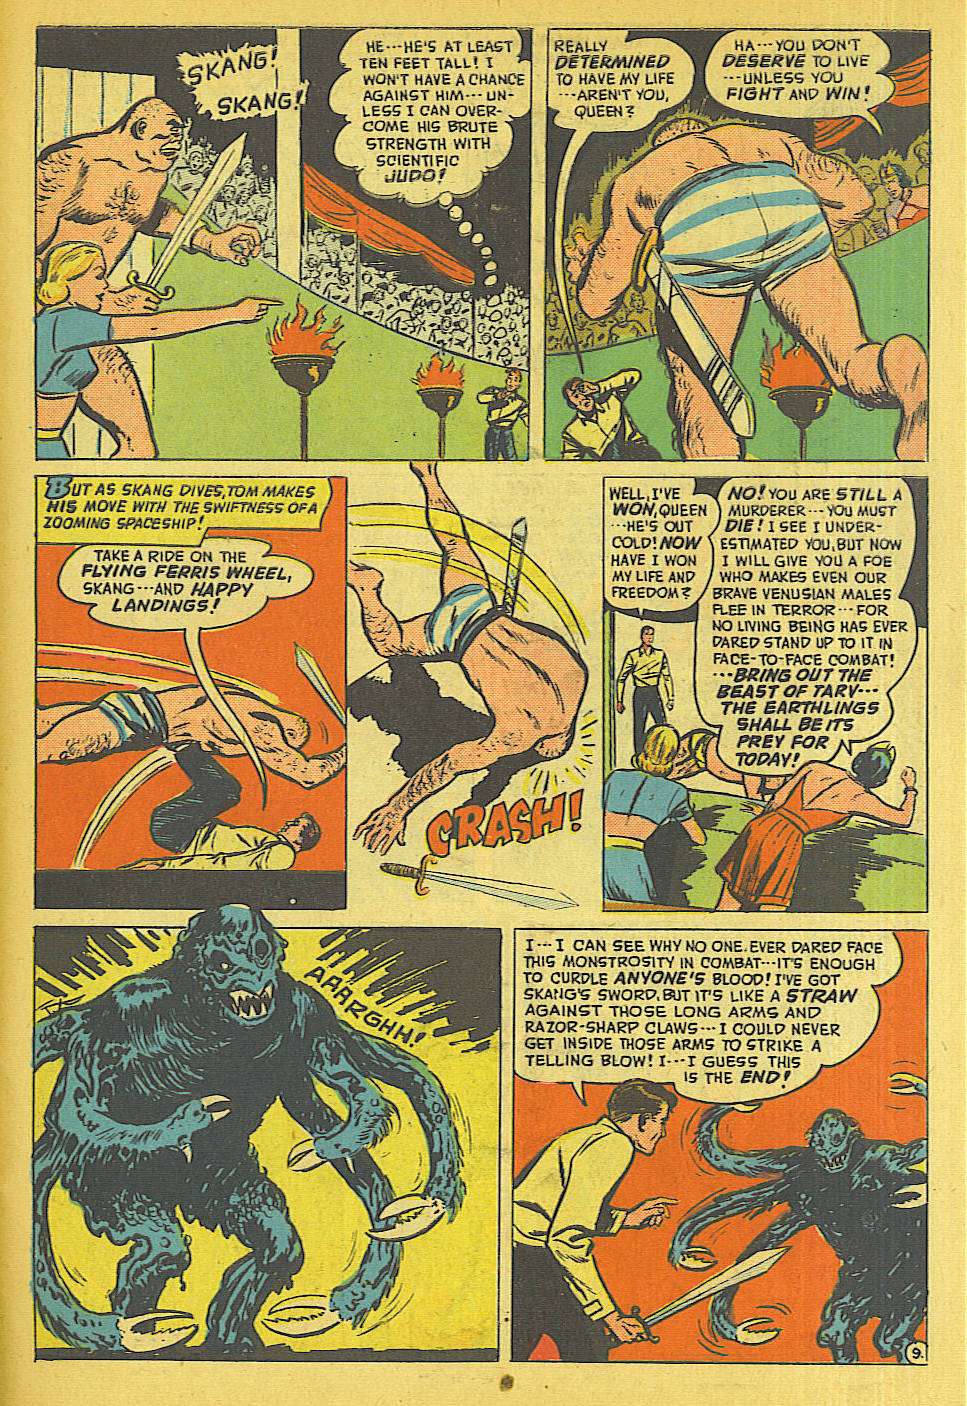 SKANG!
SKANG!
HE---HE'S AT LEAST
TEN FEET TALL! I
WON'T HAVE A CHANCE
AGAINST HIM---UN-
LESS I CAN OVER-
COME HIS BRUTE
STRENGTH WITH
SCIENTIFIC
JUDO!
REALLY
DETERMINED
TO HAVE MY LIFE
---AREN'T YOU,
QUEEN?
HA---YOU DON'T
DESERVE TO LIVE
---UNLESS YOU
FIGHT AND WIN!
BUT AS SKANG DIVES, TOM MAKES
HIS MOVE WITH THE SWIFTNESS OF A
ZOOMING SPACESHIP!
TAKE A RIDE ON THE
FLYING FERRIS WHEEL,
SKANG---AND HAPPY
LANDINGS!
CRASH!
WELL, I'VE
WON, QUEEN
---HE'S OUT
COLD! NOW
HAVE I WON
MY LIFE AND
FREEDOM?
NO! YOU ARE STILL A
MURDERER---YOU MUST
DIE! I SEE I UNDER-
ESTIMATED YOU, BUT NOW
I WILL GIVE YOU A FOE
WHO MAKES EVEN OUR
BRAVE VENUSIAN MALES
FLEE IN TERROR---FOR
NO LIVING BEING HAS EVER
DARED STAND UP TO IT IN
FACE-TO-FACE COMBAT!
---BRING OUT THE
BEAST OF TARV---
THE EARTHLINGS
SHALL BE ITS
PREY FOR
TODAY!
AAARGHH!
I---I CAN SEE WHY NO ONE EVER DARED FACE
THIS MONSTROSITY IN COMBAT---IT'S ENOUGH
TO CURDLE ANYONE'S BLOOD! I'VE GOT
SKANG'S SWORD, BUT IT'S LIKE A STRAW
AGAINST THOSE LONG ARMS AND
RAZOR-SHARP CLAWS---I COULD NEVER
GET INSIDE THOSE ARMS TO STRIKE A
TELLING BLOW! I---I GUESS THIS
IS THE END!
9.